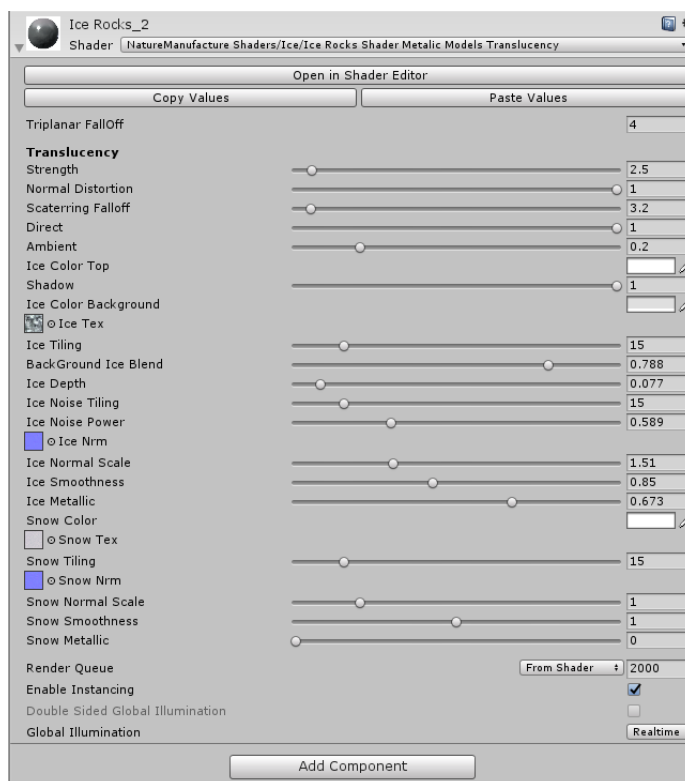 Ice Rocks_2
Shader NatureManufacture Shaders/Ice/Ice Rocks Shader Metalic Models Translucency
Open in Shader Editor
Copy Values Paste Values
Triplanar FallOff 4
Translucency
Strength 2.5
Normal Distortion 1
Scaterring Falloff 3.2
Direct 1
Ambient 0.2
Ice Color Top
Shadow 1
Ice Color Background
Ice Tex
Ice Tiling 15
BackGround Ice Blend 0.788
Ice Depth 0.077
Ice Noise Tiling 15
Ice Noise Power 0.589
Ice Nrm
Ice Normal Scale 1.51
Ice Smoothness 0.85
Ice Metallic 0.673
Snow Color
Snow Tex
Snow Tiling 15
Snow Nrm
Snow Normal Scale 1
Snow Smoothness 1
Snow Metallic 0
Render Queue From Shader 2000
Enable Instancing
Double Sided Global Illumination
Global Illumination Realtime
Add Component